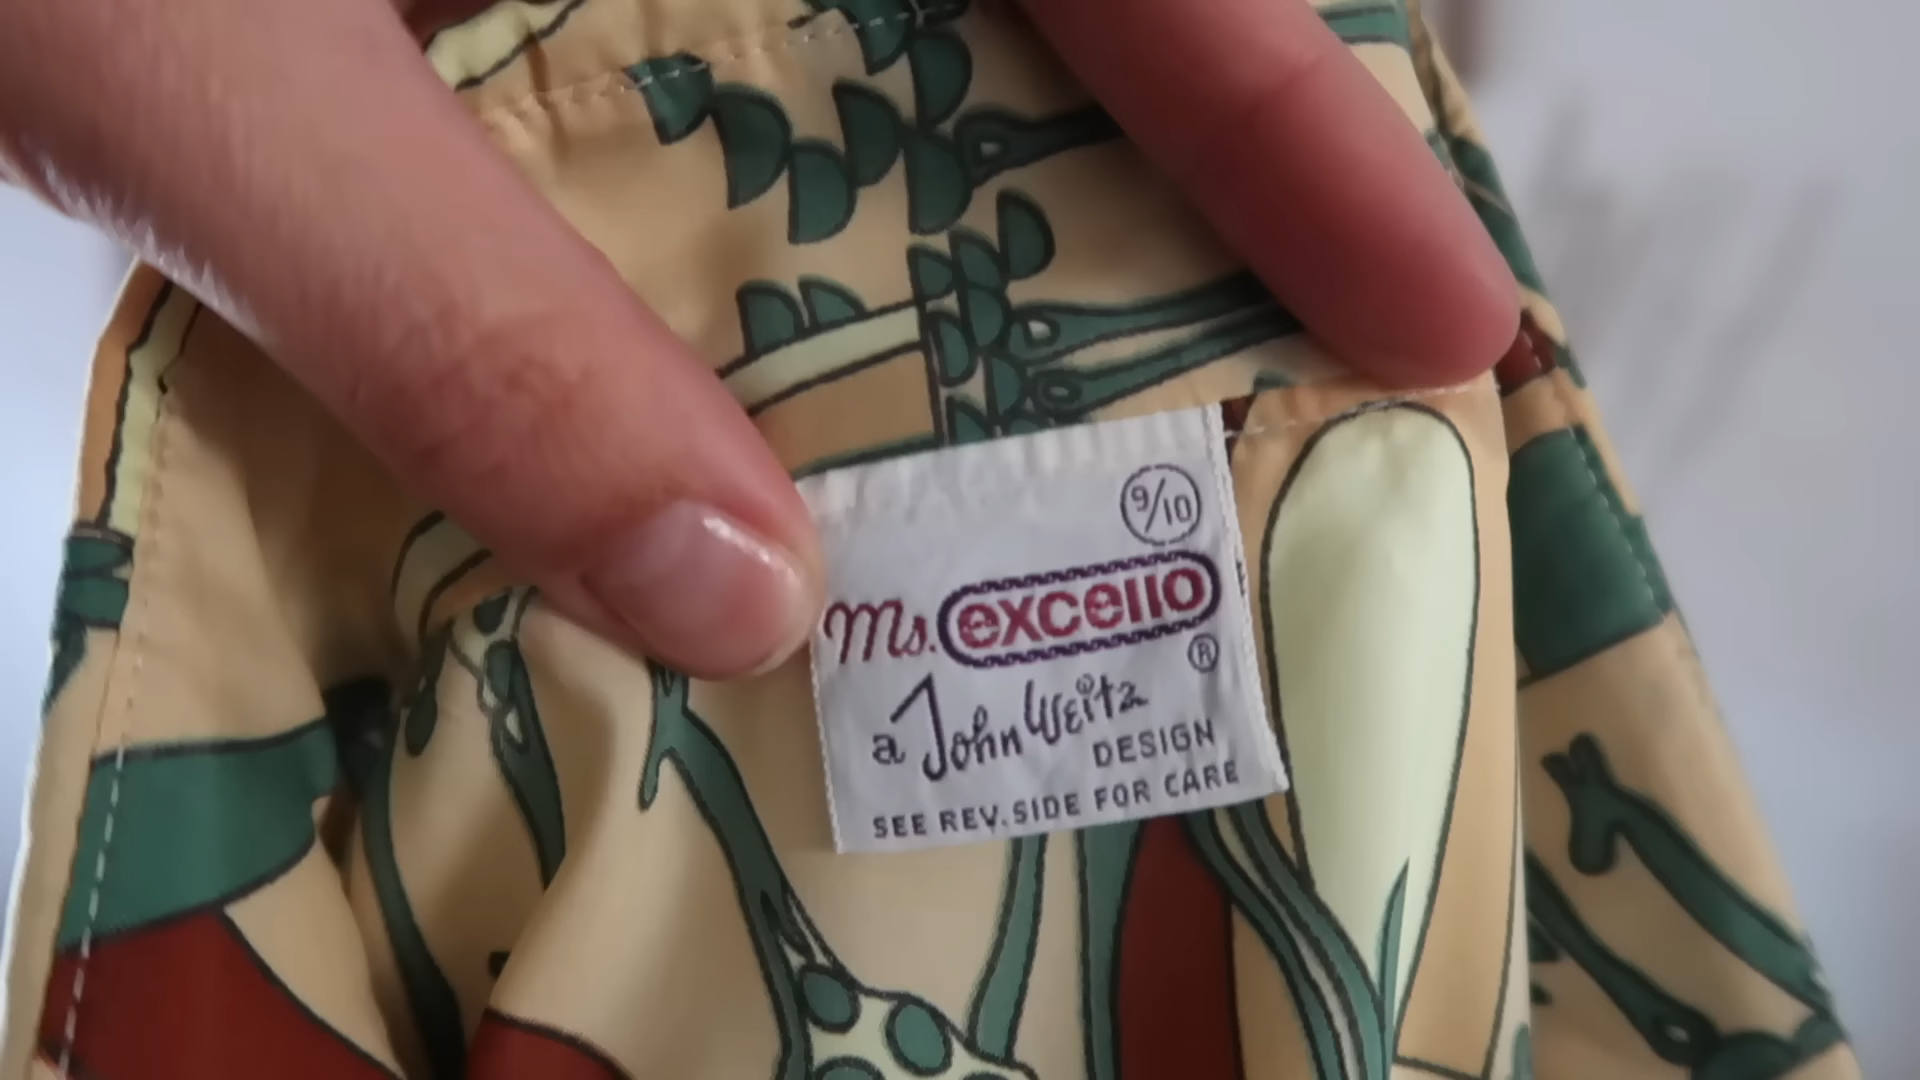 9/10
Ms. excello
®
a John Weitz
DESIGN
SEE REV. SIDE FOR CARE